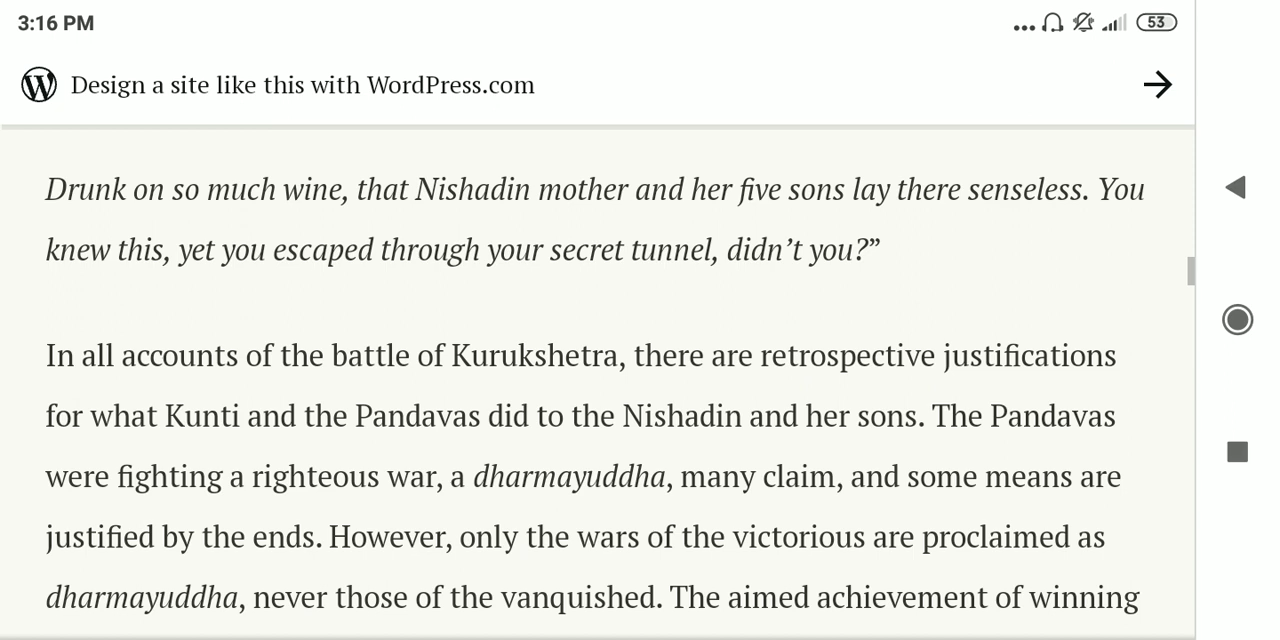 3:16 PM
53
Design a site like this with WordPress.com
Drunk on so much wine, that Nishadin mother and her five sons lay there senseless. You
knew this, yet you escaped through your secret tunnel, didn’t you?”
In all accounts of the battle of Kurukshetra, there are retrospective justifications
for what Kunti and the Pandavas did to the Nishadin and her sons. The Pandavas
were fighting a righteous war, a dharmayuddha, many claim, and some means are
justified by the ends. However, only the wars of the victorious are proclaimed as
dharmayuddha, never those of the vanquished. The aimed achievement of winning